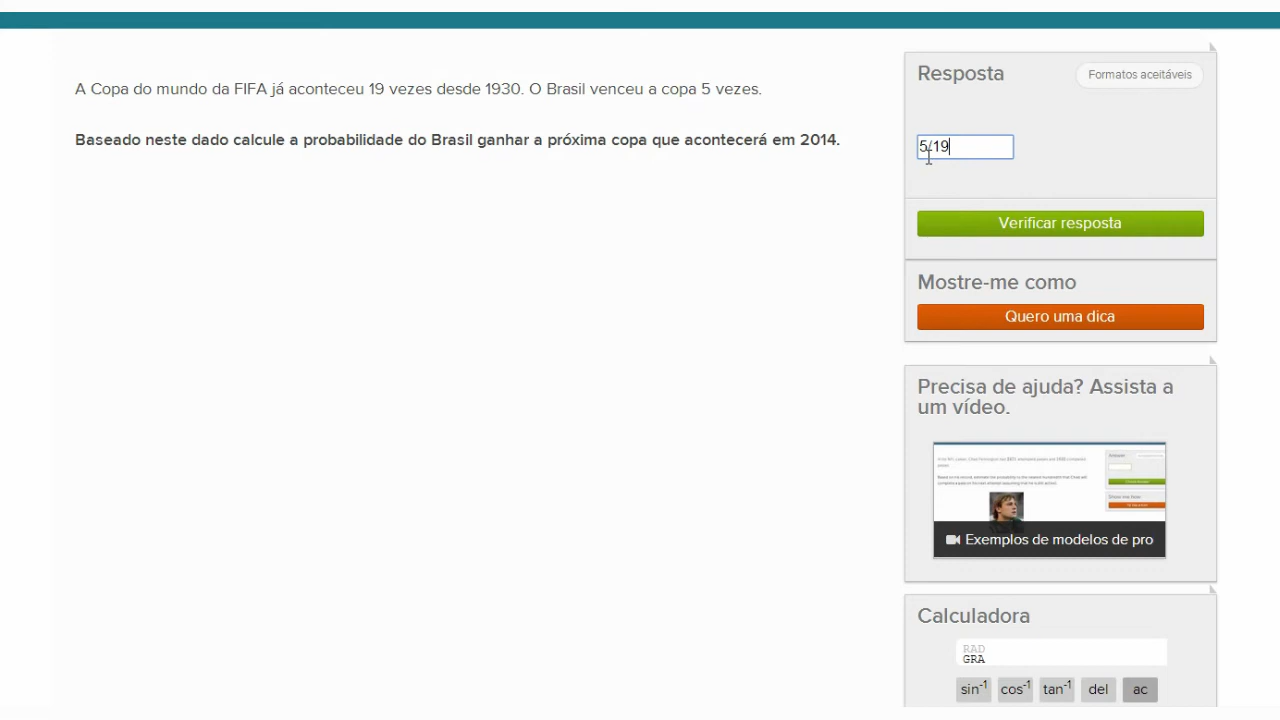 A Copa do mundo da FIFA já aconteceu 19 vezes desde 1930. O Brasil venceu a copa 5 vezes.
Baseado neste dado calcule a probabilidade do Brasil ganhar a próxima copa que acontecerá em 2014.
Resposta
Formatos aceitáveis
5/19
Verificar resposta
Mostre-me como
Quero uma dica
Precisa de ajuda? Assista a
um vídeo.
Exemplos de modelos de pro
Calculadora
RAD
GRA
sin-1 cos-1 tan-1 del ac